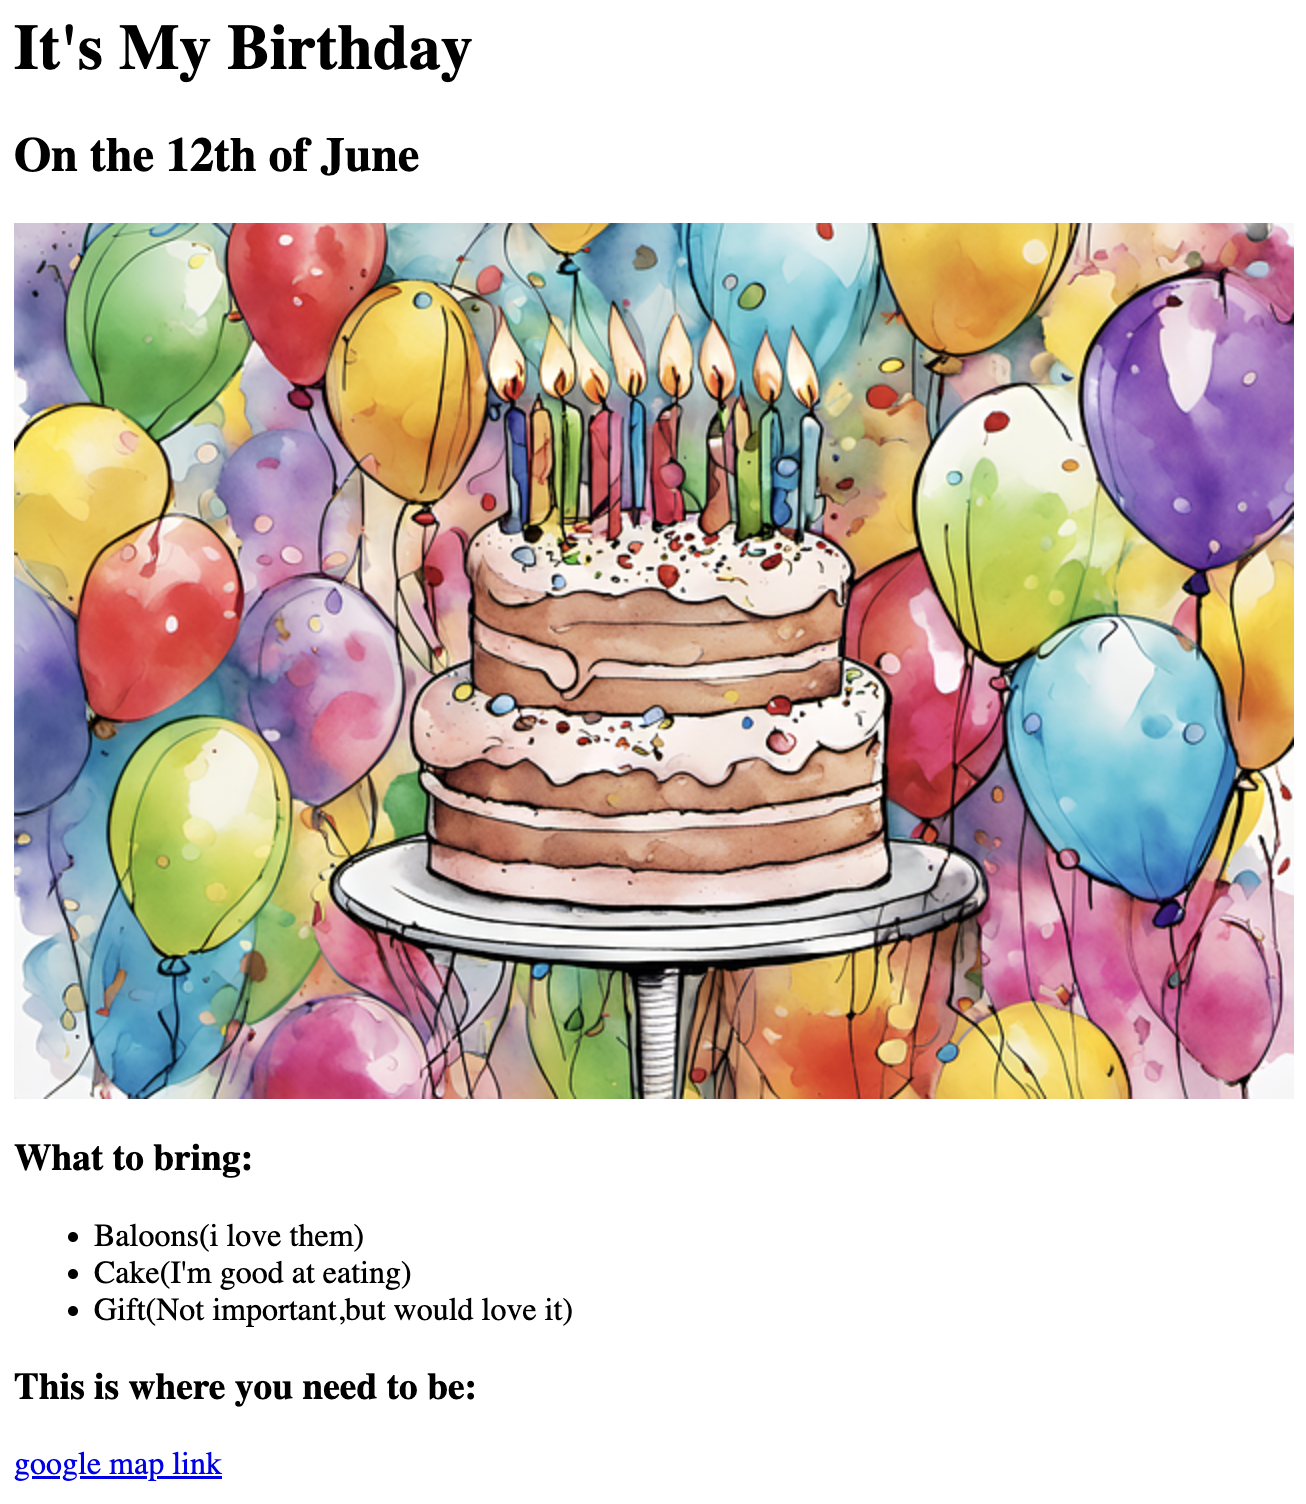 It's My Birthday
On the 12th of June
What to bring:
Baloons(i love them)
Cake(I'm good at eating)
Gift(Not important,but would love it)
This is where you need to be:
google map link